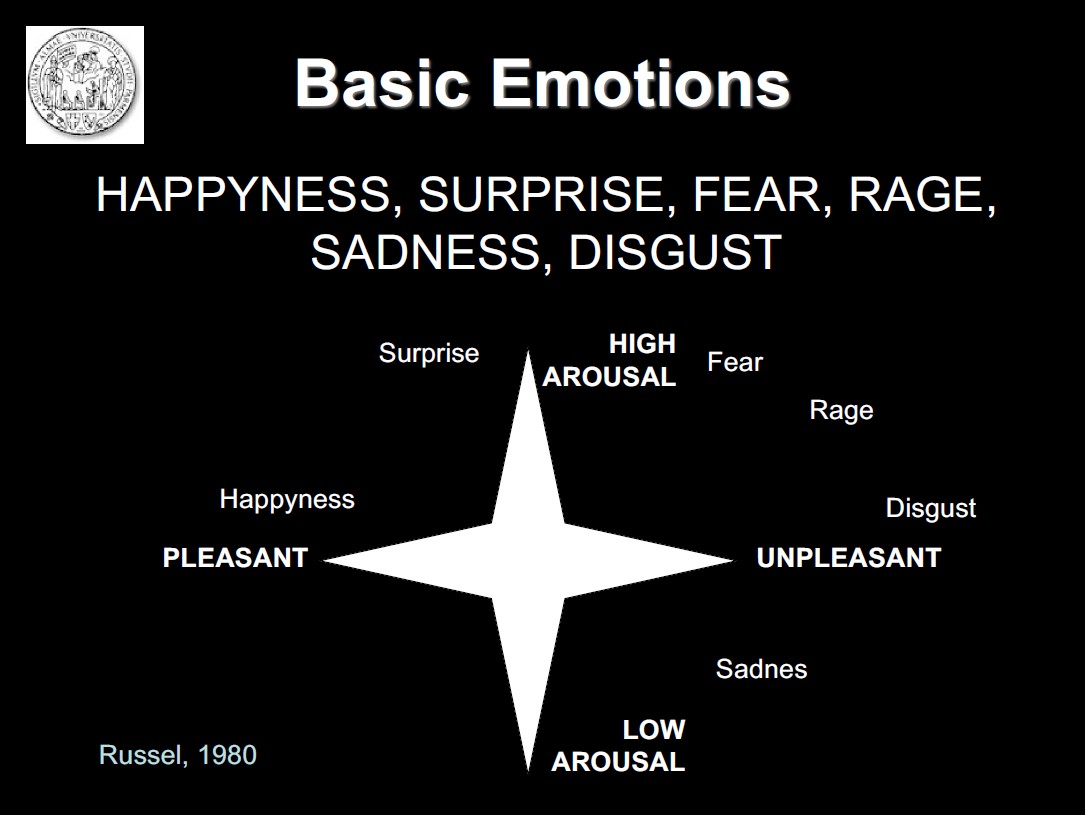 Basic Emotions
HAPPYNESS, SURPRISE, FEAR, RAGE,
SADNESS, DISGUST
Surprise
HIGH
AROUSAL
Fear
Rage
Happyness
Disgust
PLEASANT
UNPLEASANT
Sadnes
LOW
AROUSAL
Russel, 1980